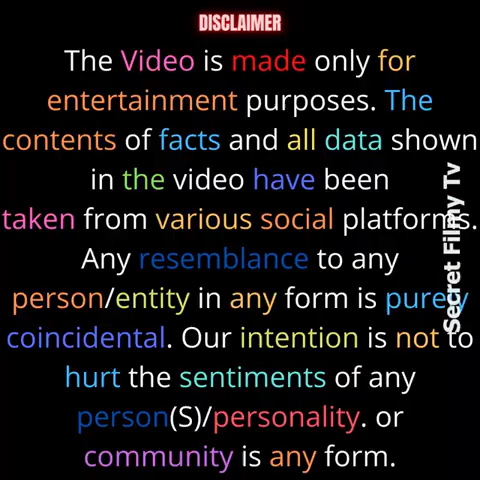 DISCLAIMER
The Video is made only for
entertainment purposes. The
contents of facts and all data shown
in the video have been
taken from various social platforms.
Any resemblance to any
person/entity in any form is purely
coincidental. Our intention is not to
hurt the sentiments of any
person(S)/personality. or
community is any form.
Secret Filmy Tv